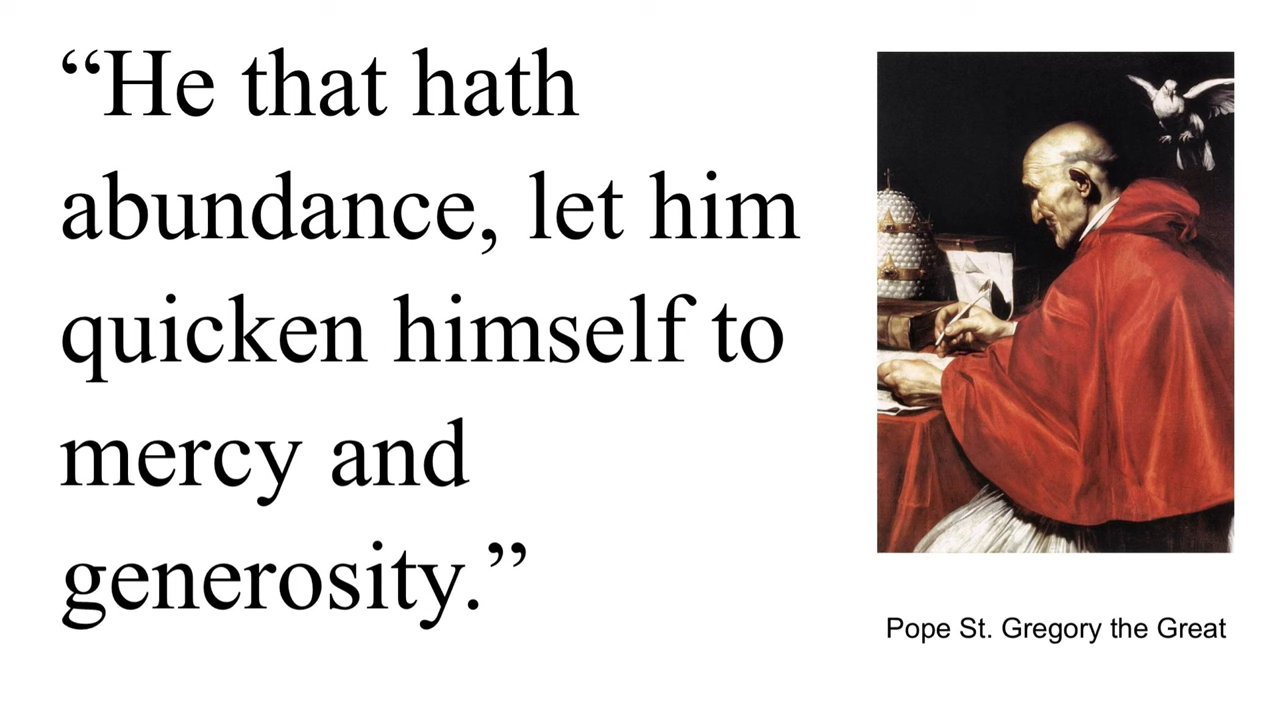 “He that hath
abundance, let him
quicken himself to
mercy and
generosity.”
Pope St. Gregory the Great